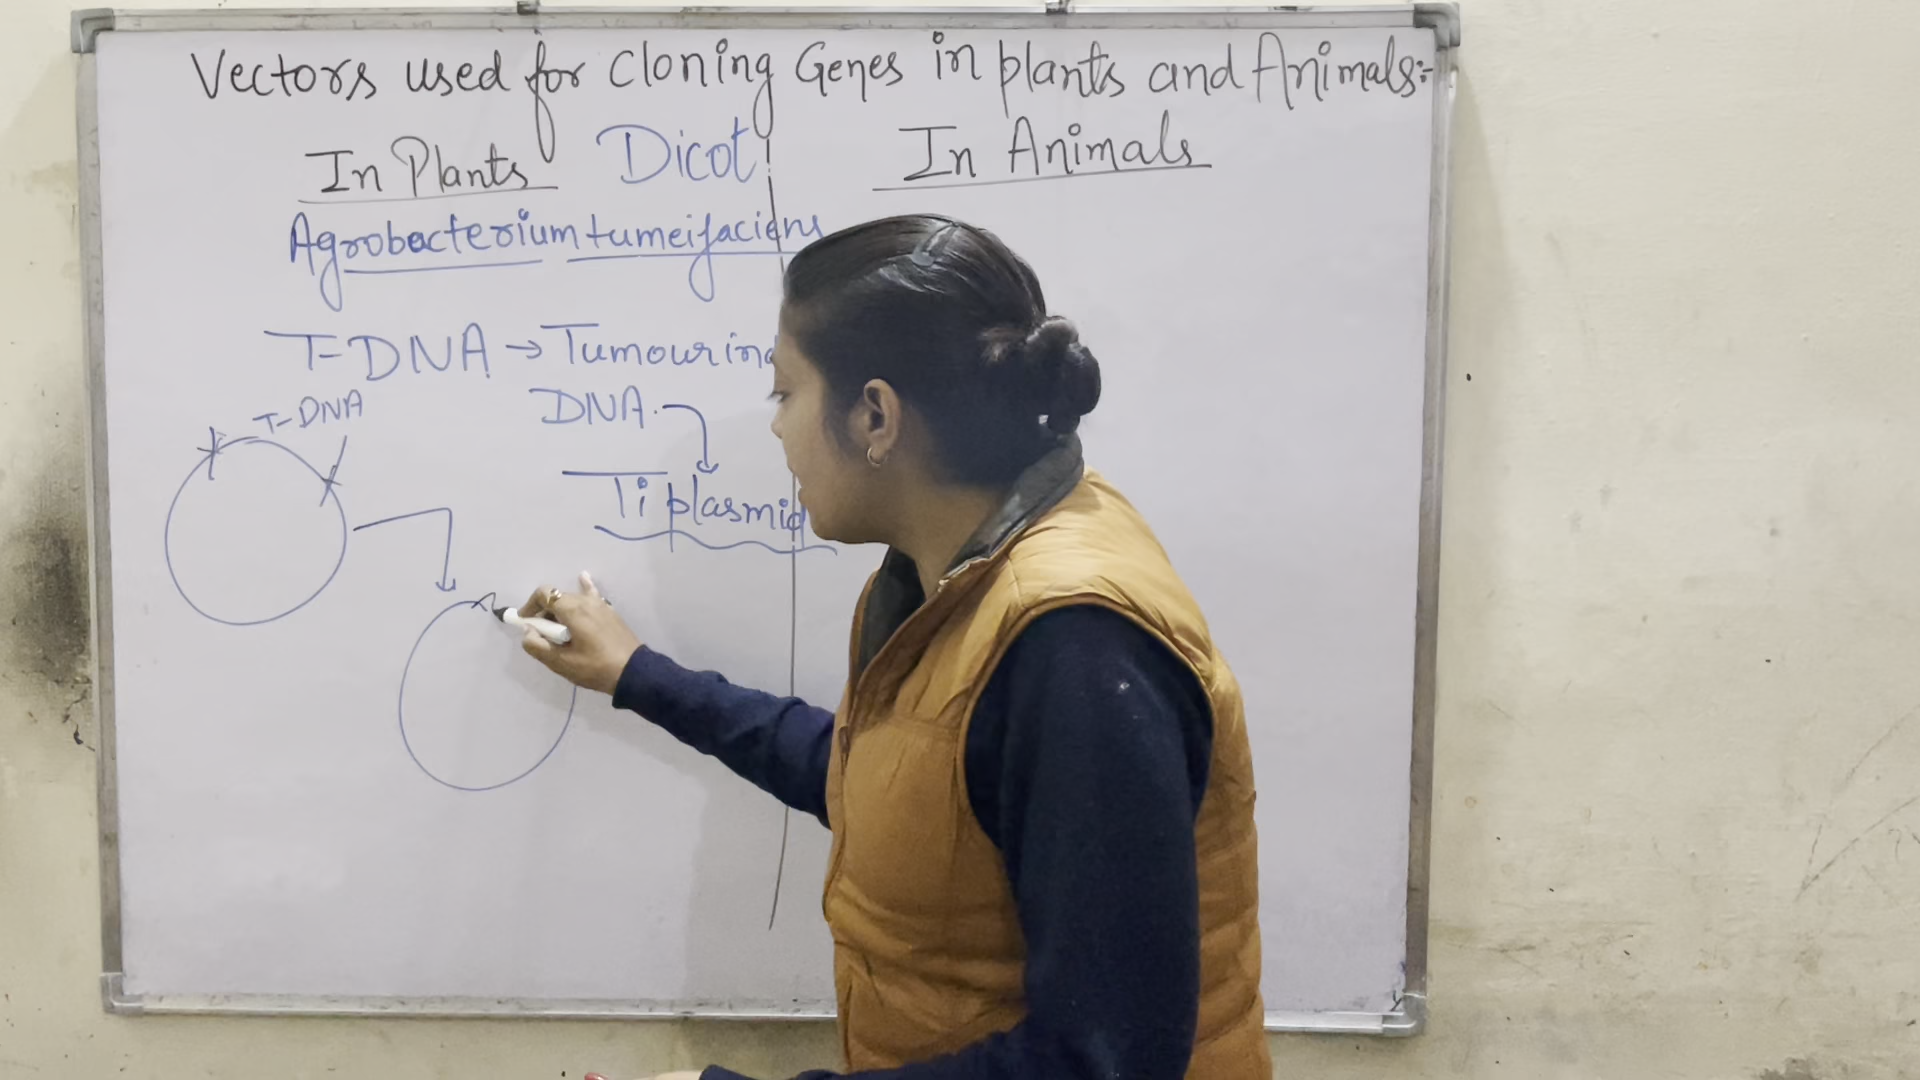 Vectors used for Cloning Genes in plants and Animals:-
In Plants Dicot
In Animals
Agrobacterium tumeifaciens
T-DNA → Tumour
DNA.
T-DNA
Ti plasmid